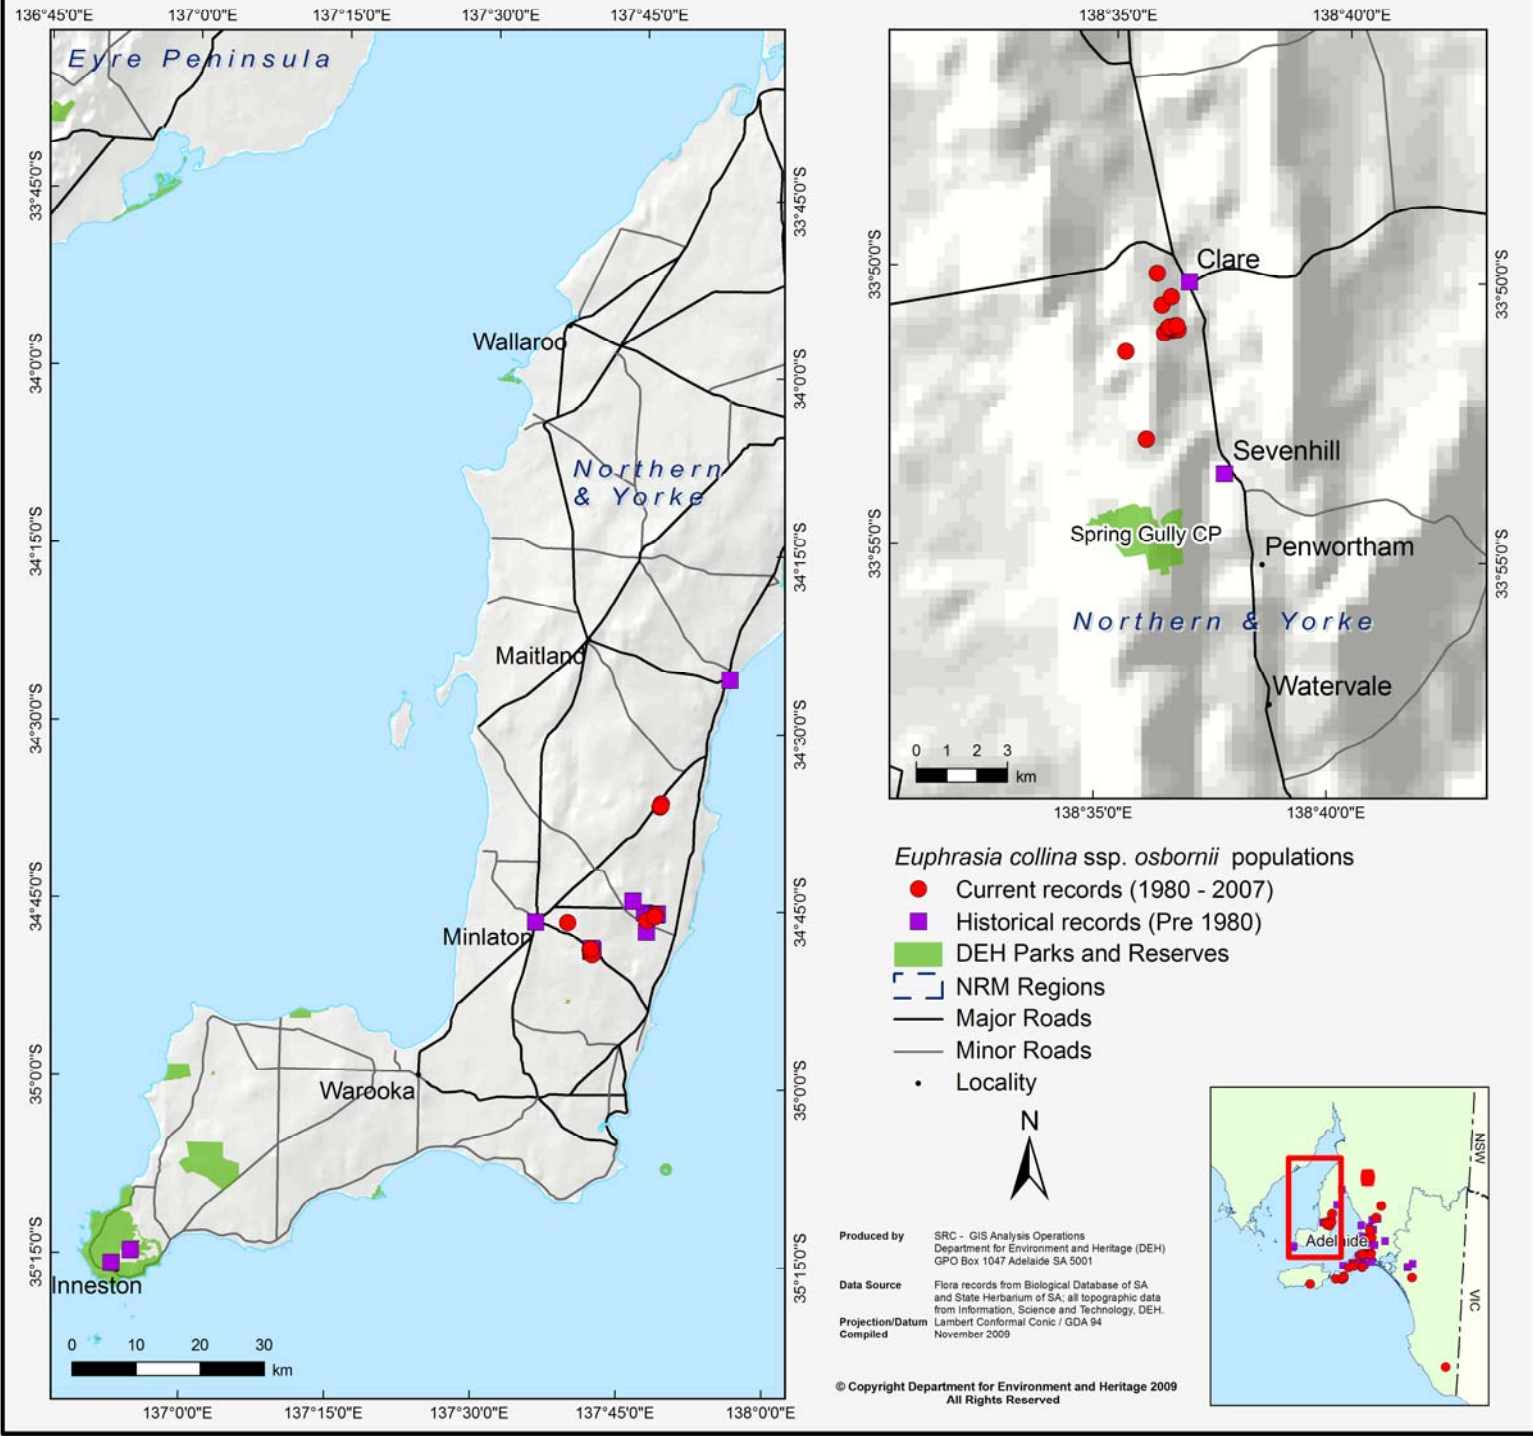 136°45'0"E
137°0'0"E
137°15'0"E
137°30'0"E
137°45'0"E
Eyre Peninsula
33°45'0"S
33°45'0"S
Wallaroo
34°0'0"S
34°0'0"S
Northern
& Yorke
34°15'0"S
34°15'0"S
Maitland
34°30'0"S
34°30'0"S
34°45'0"S
34°45'0"S
Minlaton
35°0'0"S
35°0'0"S
Warooka
35°15'0"S
35°15'0"S
Inneston
0 10 20 30
km
137°0'0"E
137°15'0"E
137°30'0"E
137°45'0"E
138°0'0"E
138°35'0"E
138°40'0"E
Clare
33°50'0"S
33°50'0"S
Sevenhill
Spring Gully CP
Penwortham
33°55'0"S
33°55'0"S
Northern & Yorke
Watervale
0 1 2 3
km
138°35'0"E
138°40'0"E
Euphrasia collina ssp. osbornii populations
Current records (1980 - 2007)
Historical records (Pre 1980)
DEH Parks and Reserves
NRM Regions
Major Roads
Minor Roads
Locality
N
NSW
Adelaide
VIC
Produced by SRC - GIS Analysis Operations
Department for Environment and Heritage (DEH)
GPO Box 1047 Adelaide SA 5001
Data Source Flora records from Biological Database of SA
and State Herbarium of SA; all topographic data
from Information, Science and Technology, DEH.
Projection/Datum Lambert Conformal Conic / GDA 94
Compiled November 2009
© Copyright Department for Environment and Heritage 2009
All Rights Reserved